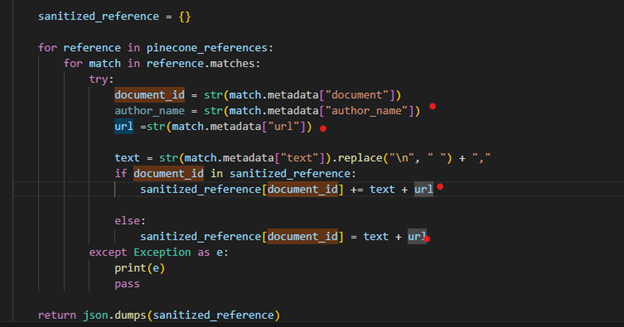 sanitized_reference = {}
for reference in pinecone_references:
for match in reference.matches:
try:
document_id = str(match.metadata["document"])
author_name = str(match.metadata["author_name"])
url =str(match.metadata["url"])
text = str(match.metadata["text"]).replace("\n", " ") + ","
if document_id in sanitized_reference:
sanitized_reference[document_id] += text + url
else:
sanitized_reference[document_id] = text + url
except Exception as e:
print(e)
pass
return json.dumps(sanitized_reference)